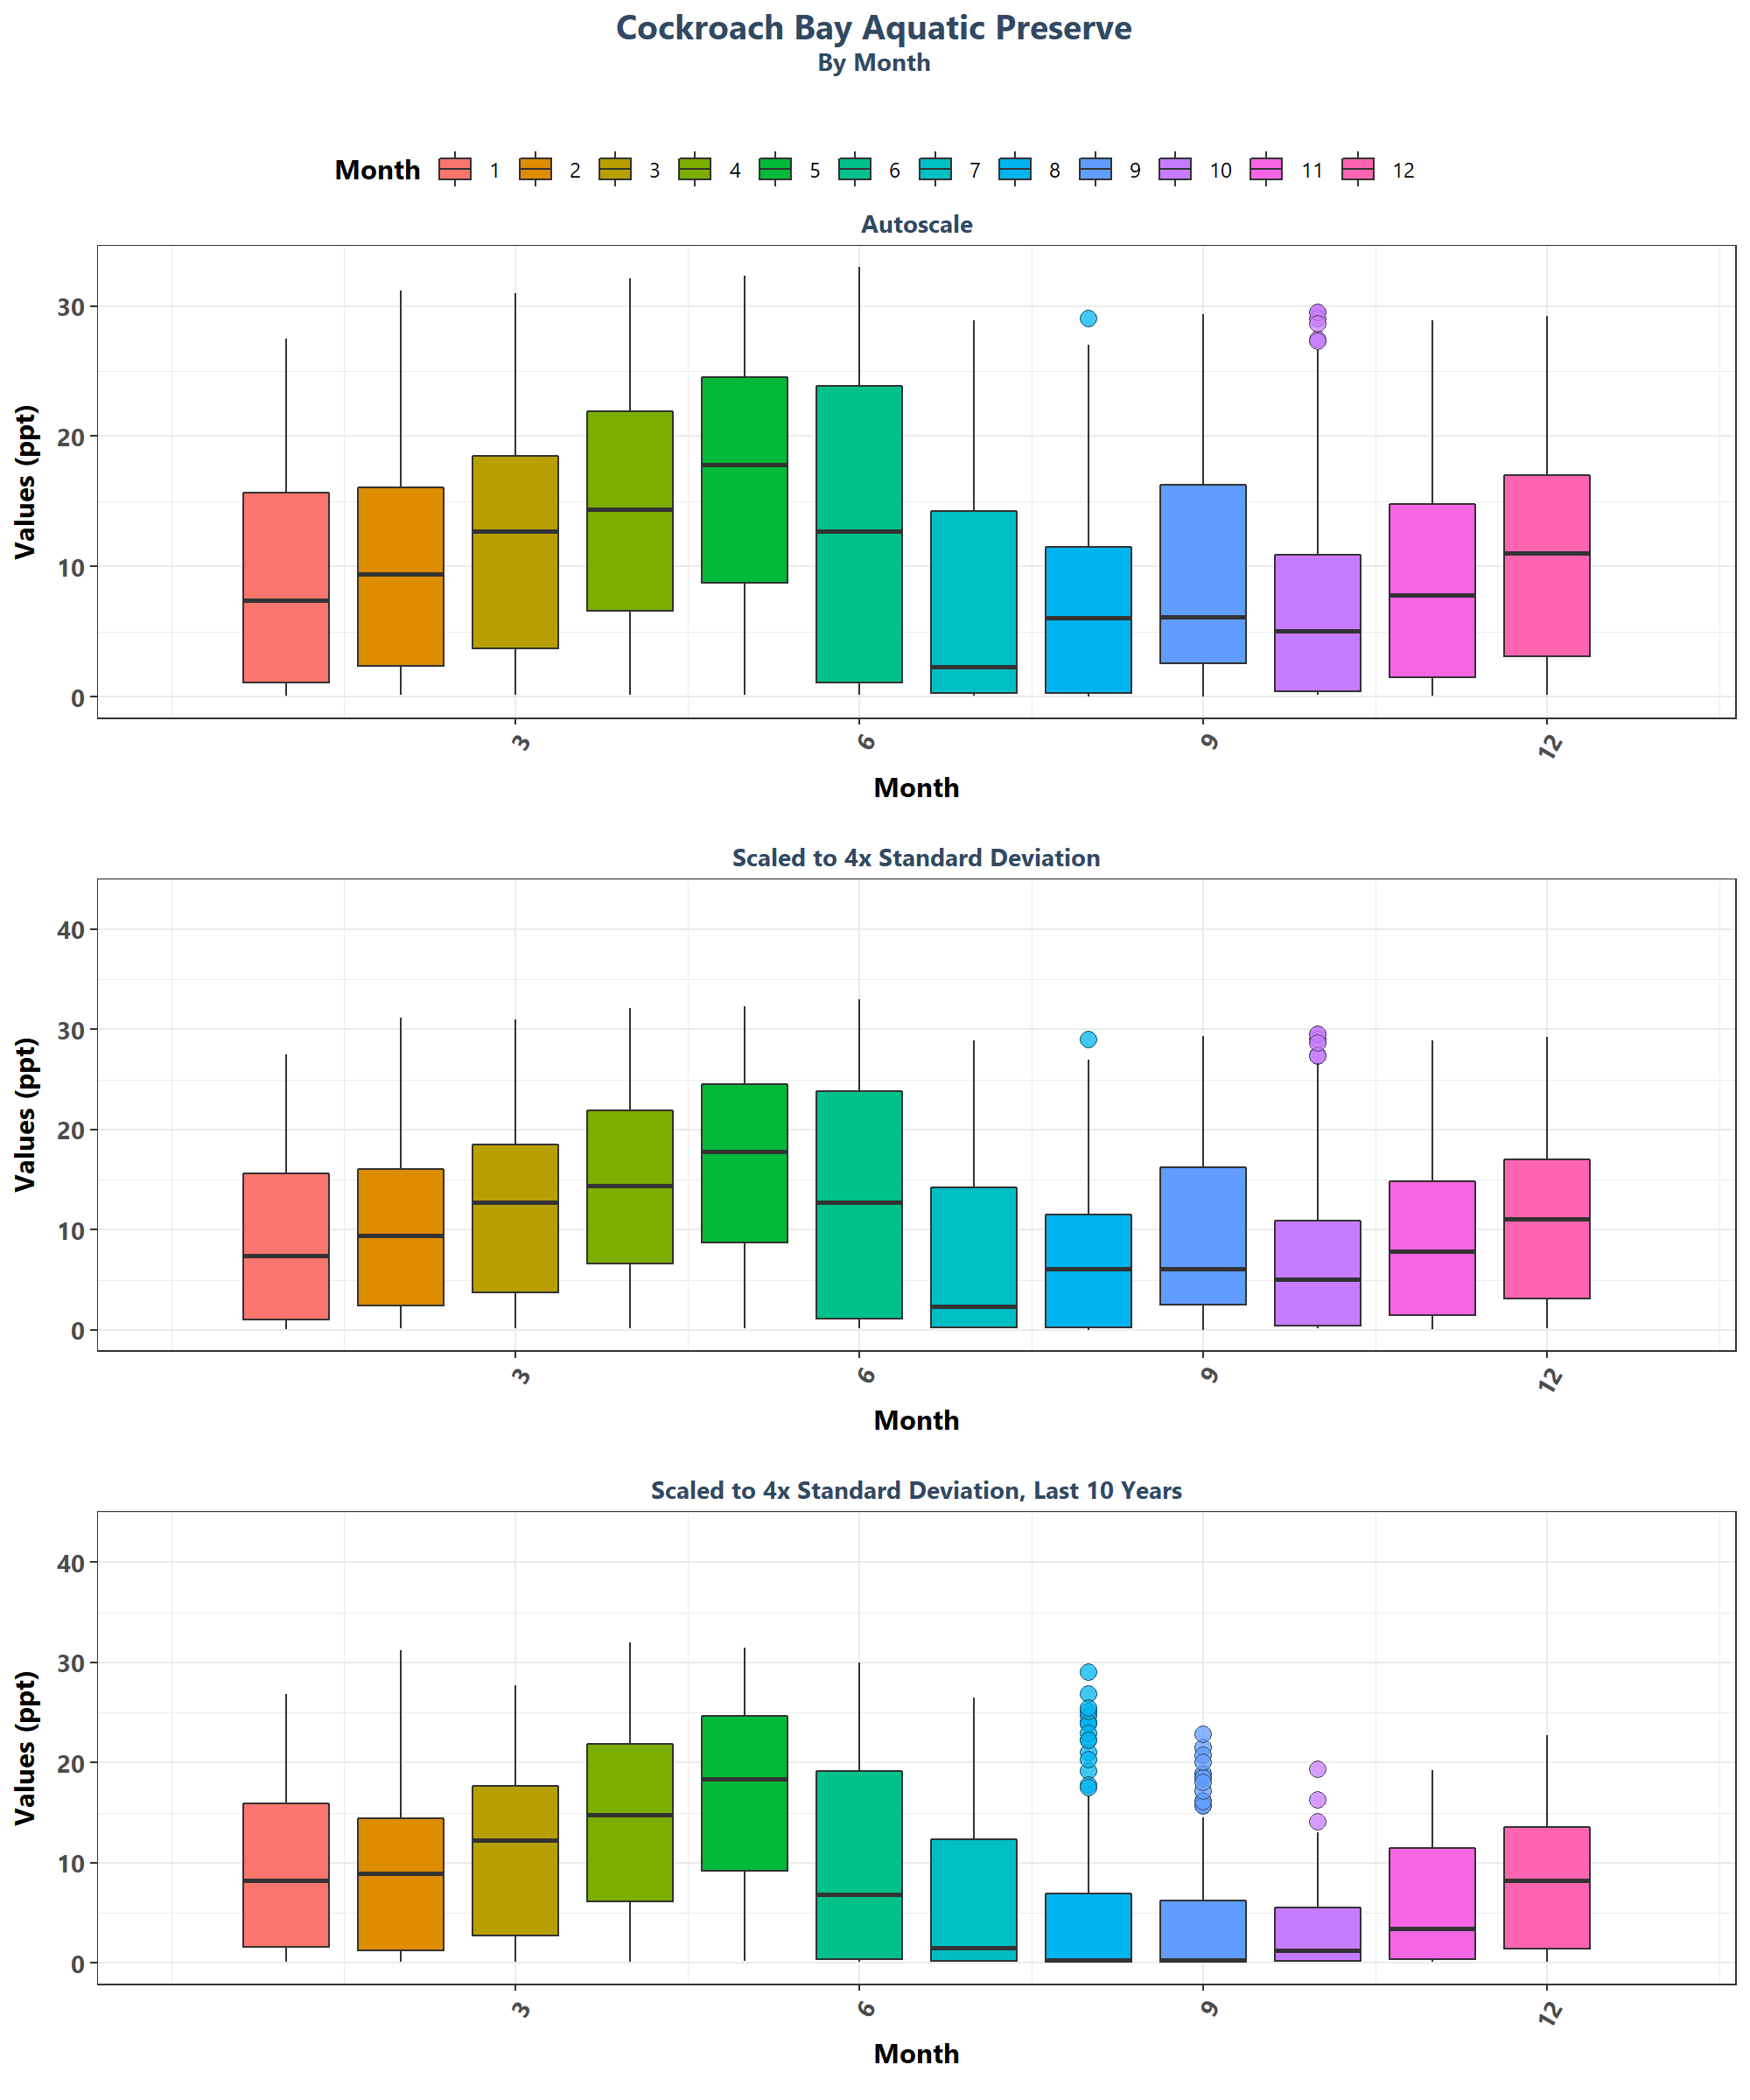 Cockroach Bay Aquatic Preserve
By Month
Month 1 2 3 4 5 6 7 8 9 10 11 12
Autoscale
Values (ppt)
30
20
10
0
3 6 9 12
Month
Scaled to 4x Standard Deviation
Values (ppt)
40
30
20
10
0
3 6 9 12
Month
Scaled to 4x Standard Deviation, Last 10 Years
Values (ppt)
40
30
20
10
0
3 6 9 12
Month